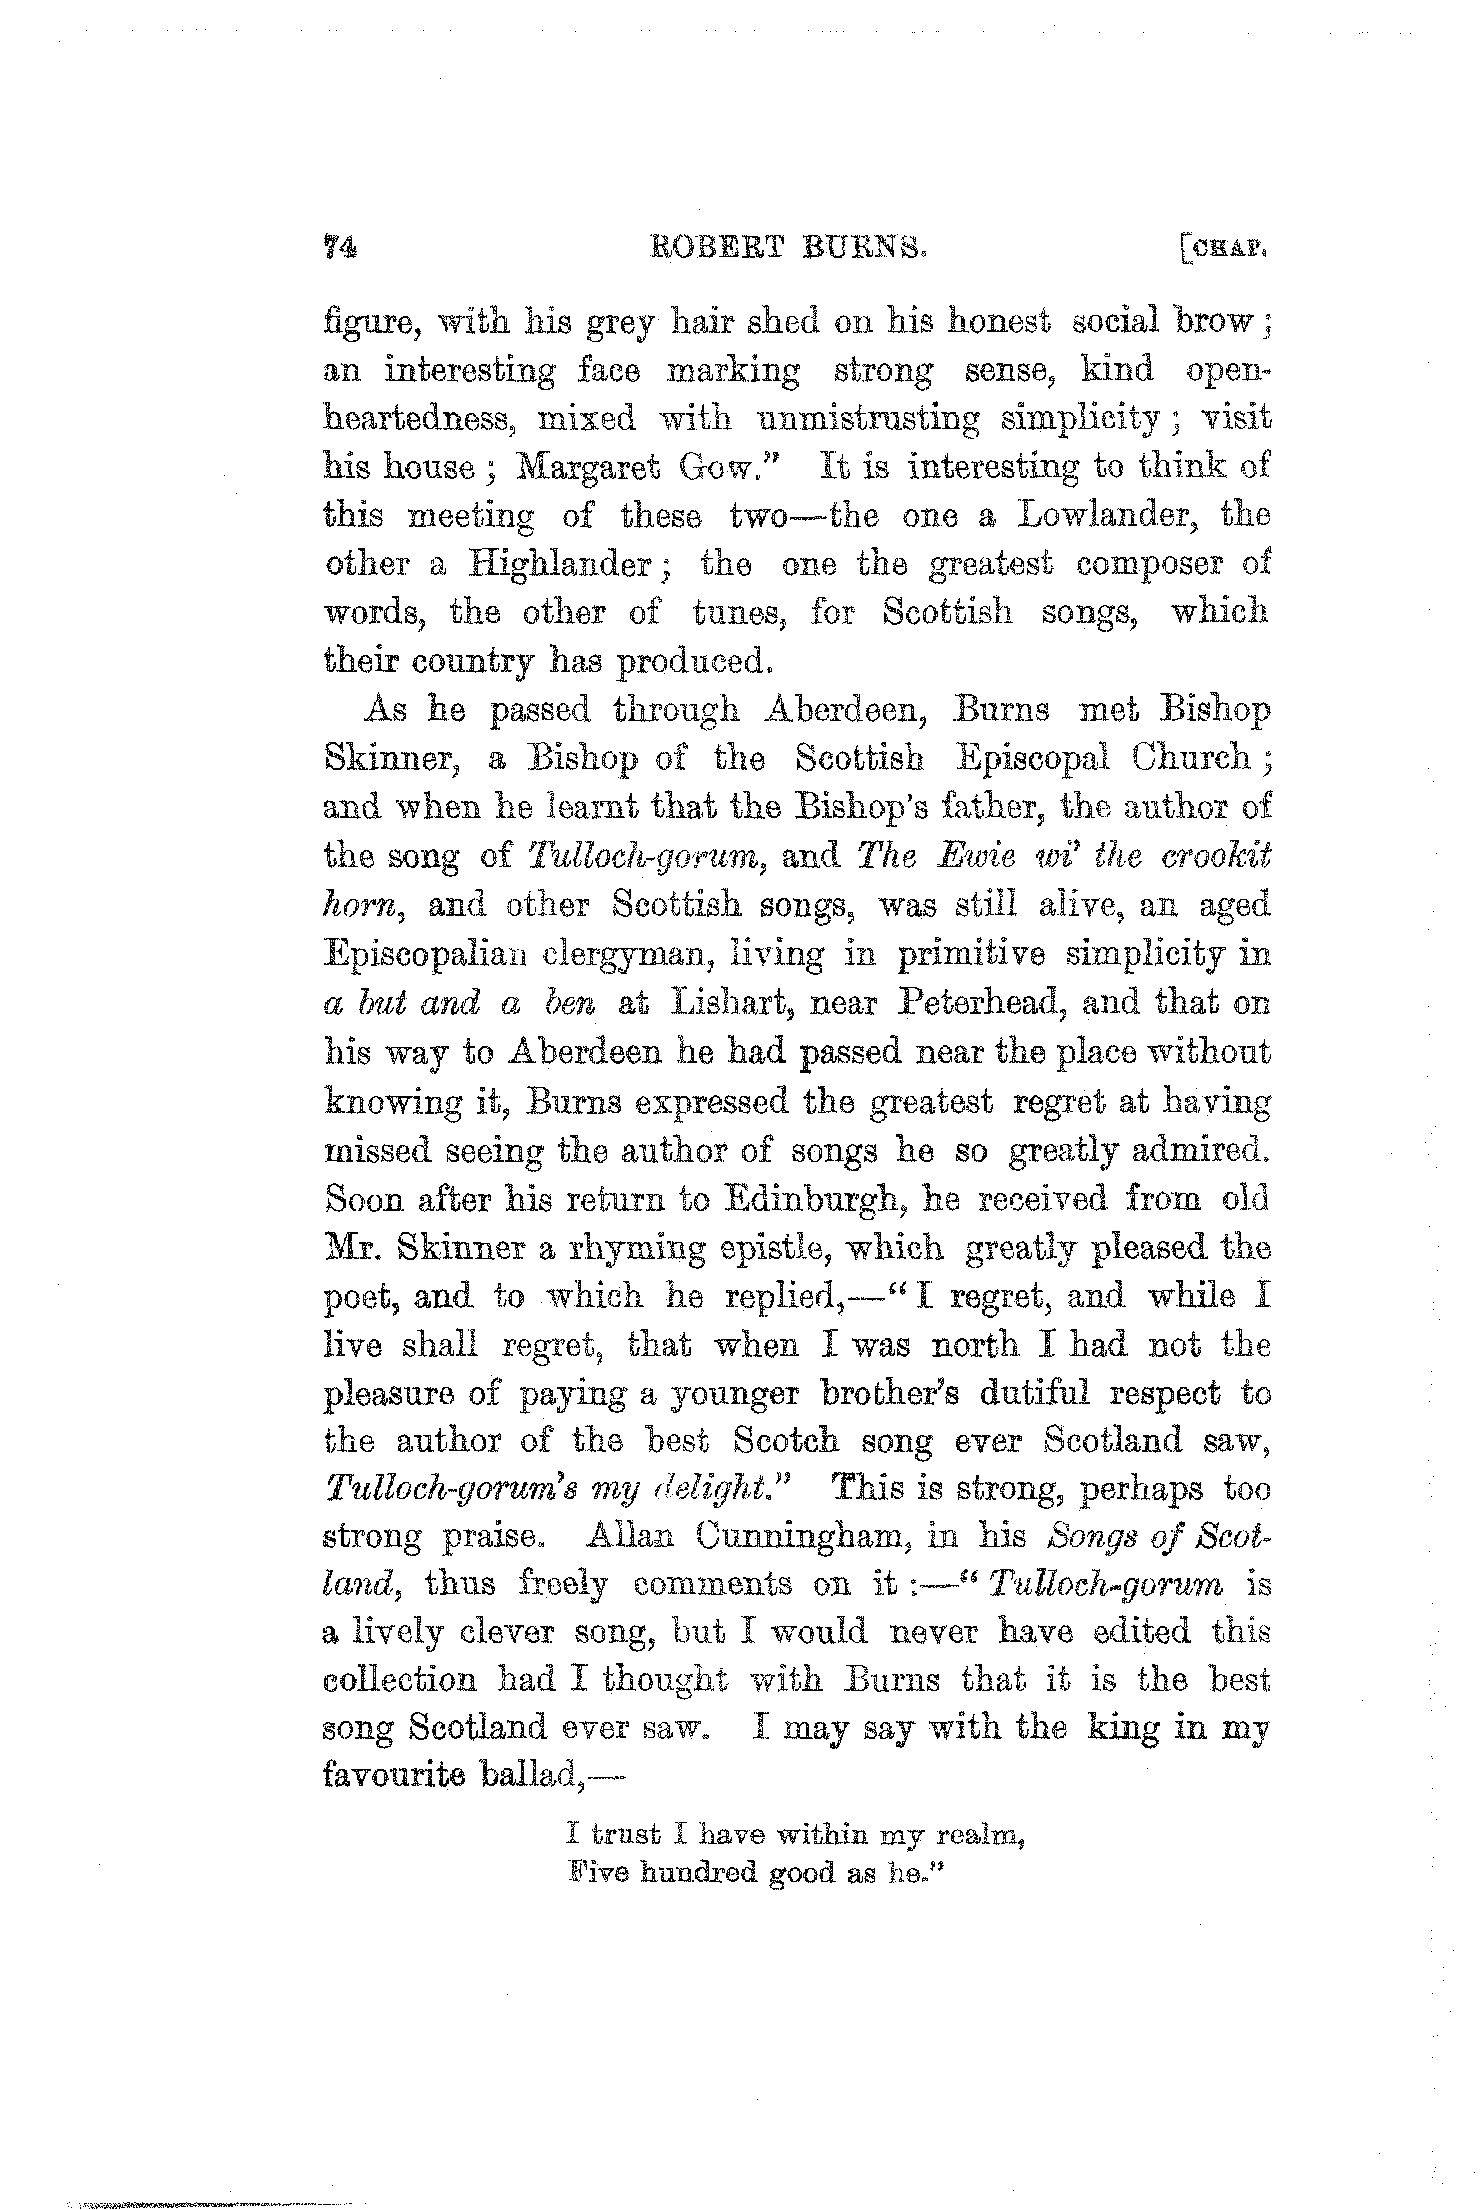 74 ROBERT BURNS. [CHAP.
figure, with his grey hair shed on his honest social brow;
an interesting face marking strong sense, kind open-
heartedness, mixed with unmistrusting simplicity; visit
his house; Margaret Gow." It is interesting to think of
this meeting of these two—the one a Lowlander, the
other a Highlander; the one the greatest composer of
words, the other of tunes, for Scottish songs, which
their country has produced.
As he passed through Aberdeen, Burns met Bishop
Skinner, a Bishop of the Scottish Episcopal Church;
and when he learnt that the Bishop's father, the author of
the song of Tulloch-gorum, and The Ewie wi' the crookit
horn, and other Scottish songs, was still alive, an aged
Episcopalian clergyman, living in primitive simplicity in
a but and a ben at Lishart, near Peterhead, and that on
his way to Aberdeen he had passed near the place without
knowing it, Burns expressed the greatest regret at having
missed seeing the author of songs he so greatly admired.
Soon after his return to Edinburgh, he received from old
Mr. Skinner a rhyming epistle, which greatly pleased the
poet, and to which he replied,—"I regret, and while I
live shall regret, that when I was north I had not the
pleasure of paying a younger brother's dutiful respect to
the author of the best Scotch song ever Scotland saw,
Tulloch-gorum's my delight." This is strong, perhaps too
strong praise. Allan Cunningham, in his Songs of Scot-
land, thus freely comments on it:—"Tulloch-gorum is
a lively clever song, but I would never have edited this
collection had I thought with Burns that it is the best
song Scotland ever saw. I may say with the king in my
favourite ballad,—
I trust I have within my realm,
Five hundred good as he."